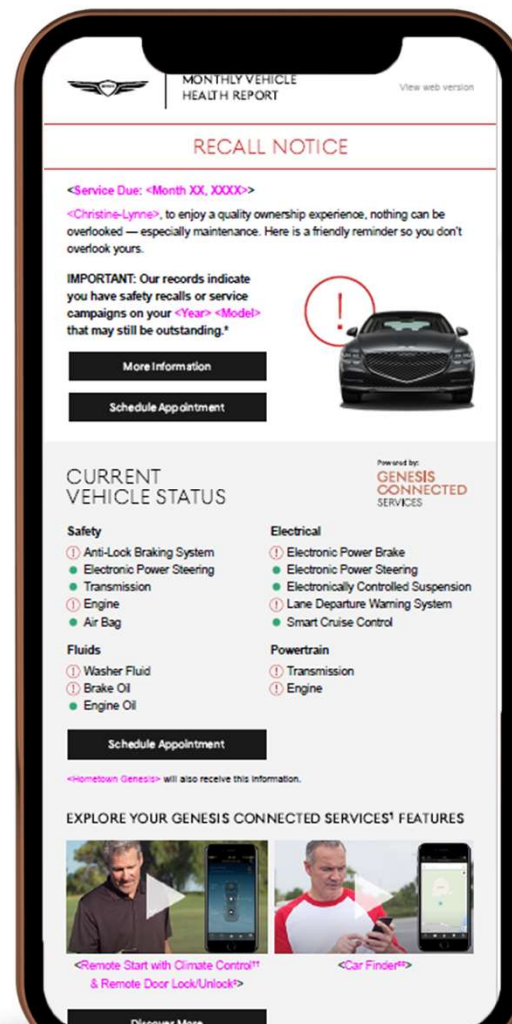 MONTHLY VEHICLE
HEALTH REPORT
View web version
RECALL NOTICE
<Service Due: <Month XX, XXXX>>
<Christine-Lynne>, to enjoy a quality ownership experience, nothing can be
overlooked — especially maintenance. Here is a friendly reminder so you don't
overlook yours.
IMPORTANT: Our records indicate
you have safety recalls or service
campaigns on your <Year> <Model>
that may still be outstanding.*
More Information
Schedule Appointment
CURRENT
VEHICLE STATUS
Powered by:
GENESIS
CONNECTED
SERVICES
Safety
Anti-Lock Braking System
Electronic Power Steering
Transmission
Engine
Air Bag
Electrical
Electronic Power Brake
Electronic Power Steering
Electronically Controlled Suspension
Lane Departure Warning System
Smart Cruise Control
Fluids
Washer Fluid
Brake Oil
Engine Oil
Powertrain
Transmission
Engine
Schedule Appointment
<Hometown Genesis> will also receive this information.
EXPLORE YOUR GENESIS CONNECTED SERVICES¹ FEATURES
<Remote Start with Climate Control††
& Remote Door Lock/Unlock>
<Car Finder>
Discover More